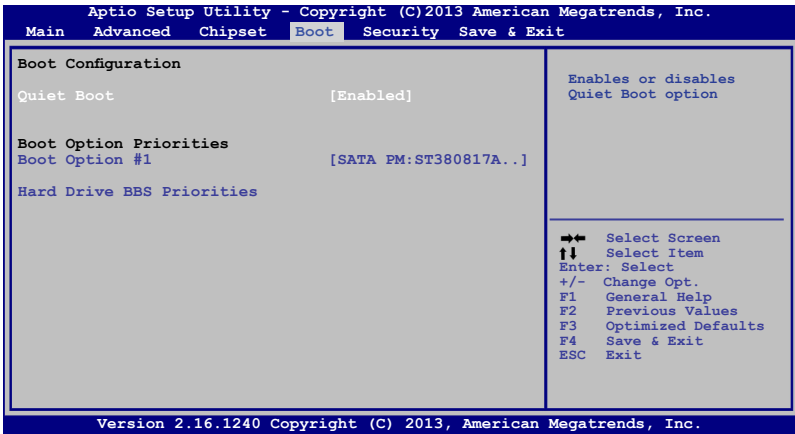 Aptio Setup Utility - Copyright (C)2013 American Megatrends, Inc.
Main Advanced Chipset Boot Security Save & Exit
Boot Configuration
Quiet Boot [Enabled]
Boot Option Priorities
Boot Option #1 [SATA PM:ST380817A..]
Hard Drive BBS Priorities
Enables or disables
Quiet Boot option
→← Select Screen
↑↓ Select Item
Enter: Select
+/- Change Opt.
F1 General Help
F2 Previous Values
F3 Optimized Defaults
F4 Save & Exit
ESC Exit
Version 2.16.1240 Copyright (C) 2013, American Megatrends, Inc.